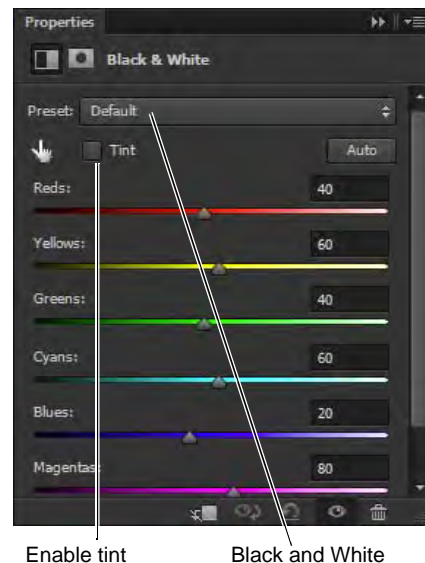 Properties
Black & White
Preset: Default
Tint Auto
Reds: 40
Yellows: 60
Greens: 40
Cyans: 60
Blues: 20
Magentas: 80
Enable tint Black and White